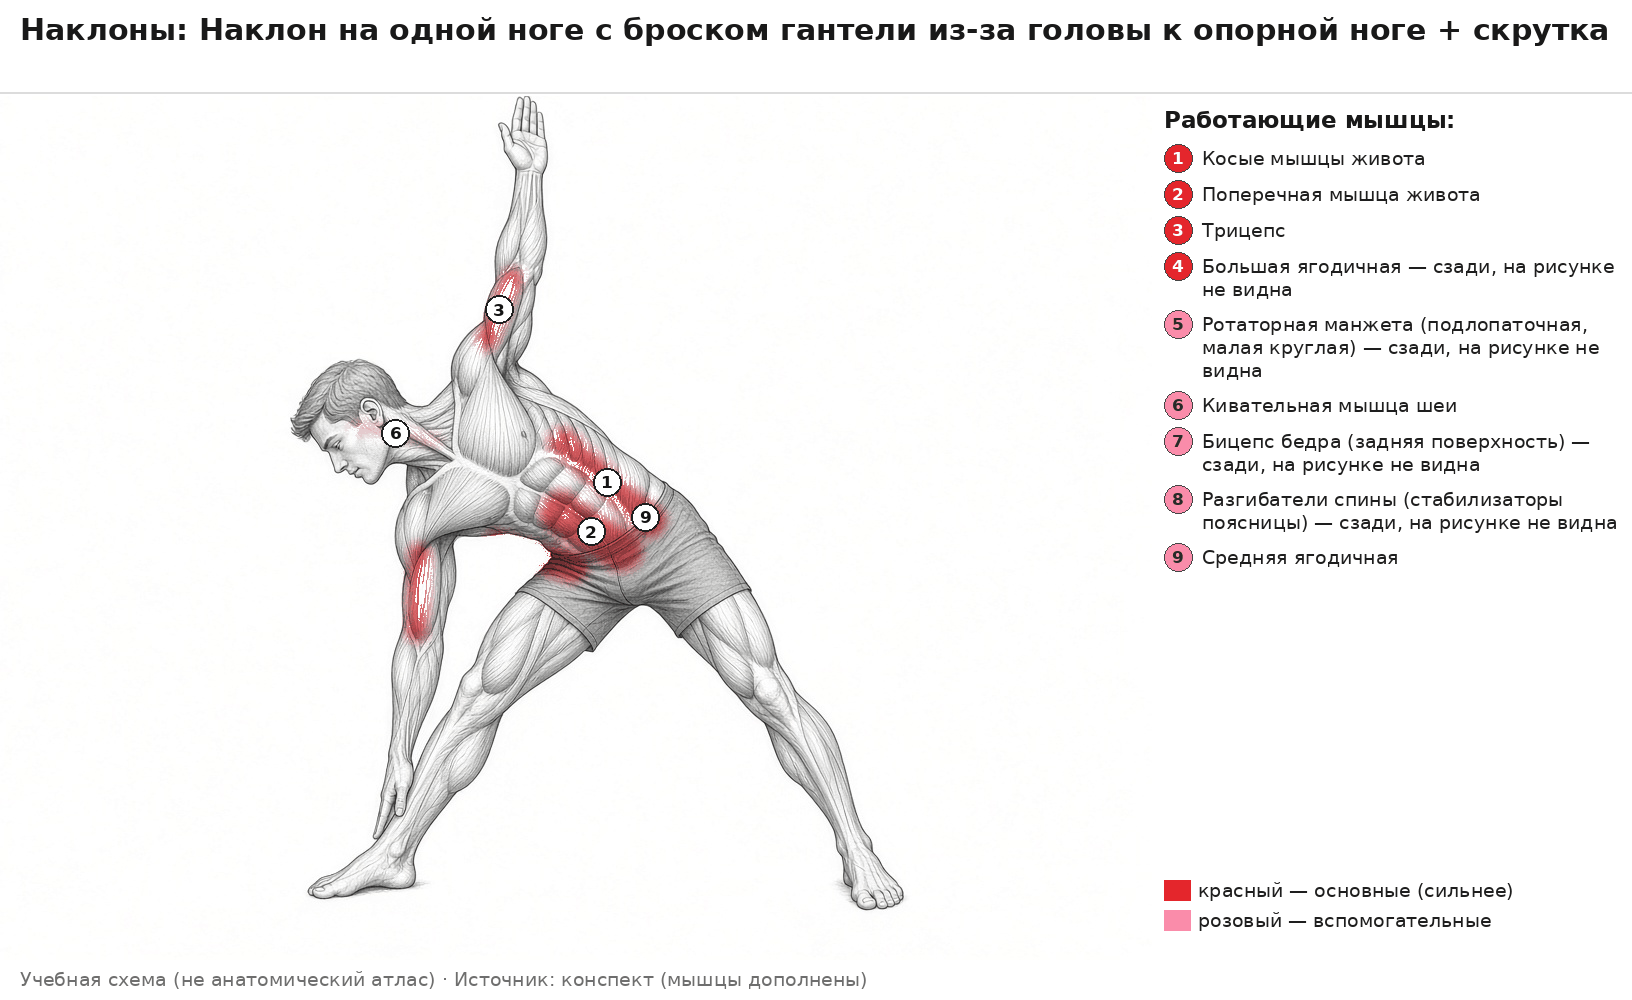 Наклоны: Наклон на одной ноге с броском гантели из-за головы к опорной ноге + скрутка
Работающие мышцы:
1 Косые мышцы живота
2 Поперечная мышца живота
3 Трицепс
4 Большая ягодичная — сзади, на рисунке
не видна
5 Ротаторная манжета (подлопаточная,
малая круглая) — сзади, на рисунке не
видна
6 Кивательная мышца шеи
7 Бицепс бедра (задняя поверхность) —
сзади, на рисунке не видна
8 Разгибатели спины (стабилизаторы
поясницы) — сзади, на рисунке не видна
9 Средняя ягодичная
3
6
1
9
2
красный — основные (сильнее)
розовый — вспомогательные
Учебная схема (не анатомический атлас) · Источник: конспект (мышцы дополнены)